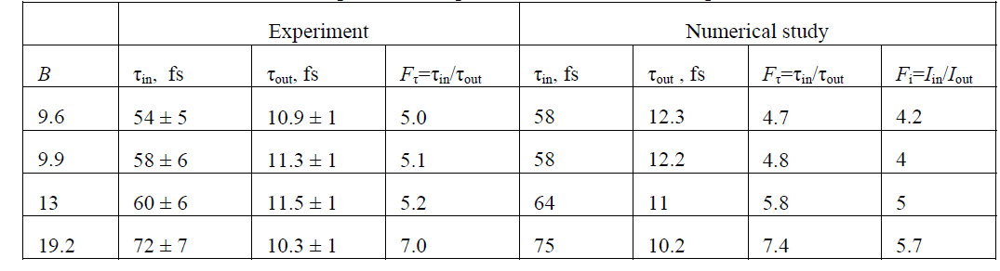 Experiment Numerical study
B τin, fs τout, fs Fτ=τin/τout τin, fs τout , fs Fτ=τin/τout Fi=Iin/Iout
9.6 54 ± 5 10.9 ± 1 5.0 58 12.3 4.7 4.2
9.9 58 ± 6 11.3 ± 1 5.1 58 12.2 4.8 4
13 60 ± 6 11.5 ± 1 5.2 64 11 5.8 5
19.2 72 ± 7 10.3 ± 1 7.0 75 10.2 7.4 5.7